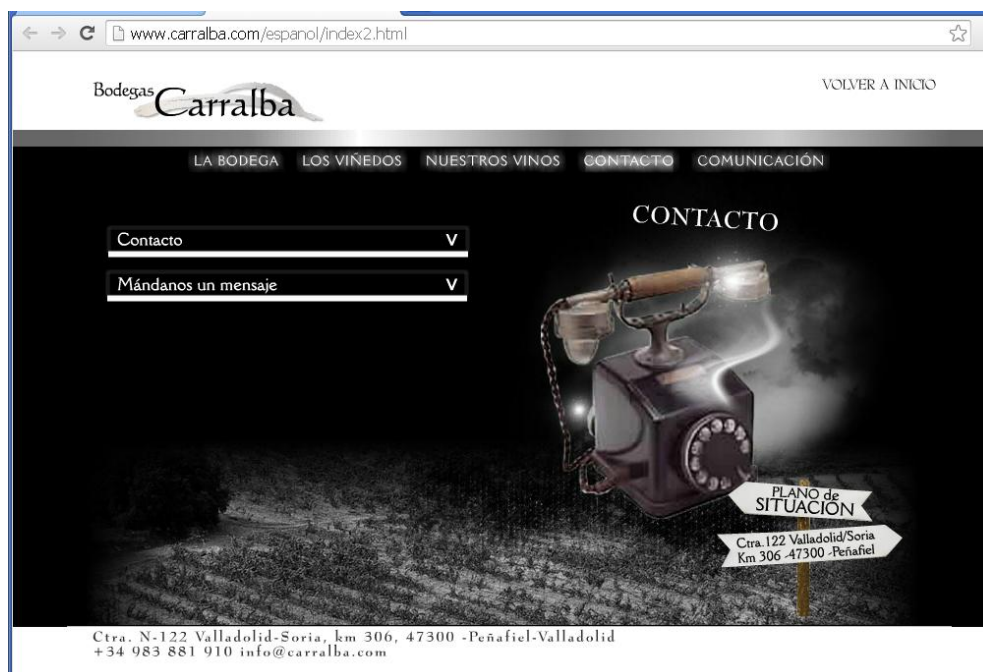 www.carralba.com/espanol/index2.html
Bodegas
Carralba
VOLVER A INICIO
LA BODEGA LOS VIÑEDOS NUESTROS VINOS CONTACTO COMUNICACIÓN
CONTACTO
Contacto V
Mándanos un mensaje V
PLANO de
SITUACIÓN
Ctra.122 Valladolid/Soria
Km 306 -47300 -Peñafiel
Ctra. N-122 Valladolid-Soria, km 306, 47300 -Peñafiel-Valladolid
+34 983 881 910 info@carralba.com